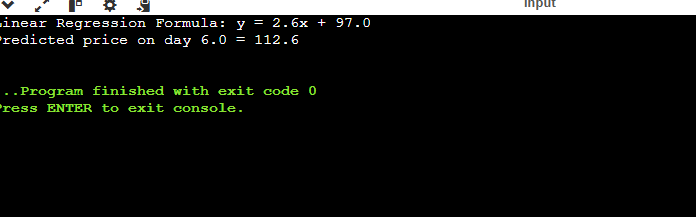 input
inear Regression Formula: y = 2.6x + 97.0
redicted price on day 6.0 = 112.6
..Program finished with exit code 0
ress ENTER to exit console.